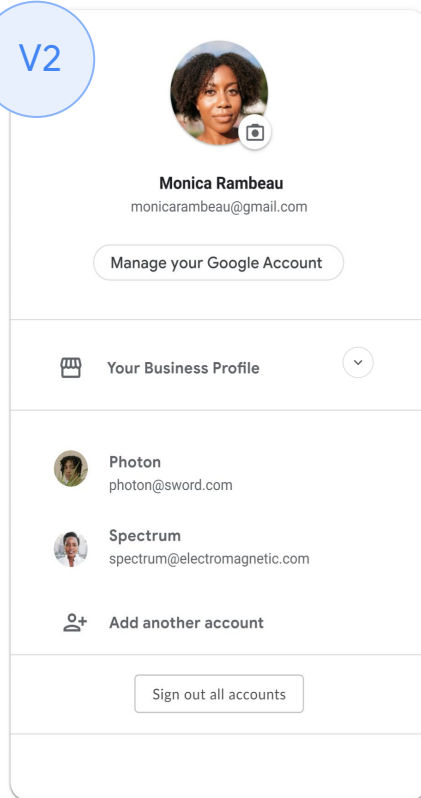 V2
Monica Rambeau
monicarambeau@gmail.com
Manage your Google Account
Your Business Profile
Photon
photon@sword.com
Spectrum
spectrum@electromagnetic.com
Add another account
Sign out all accounts